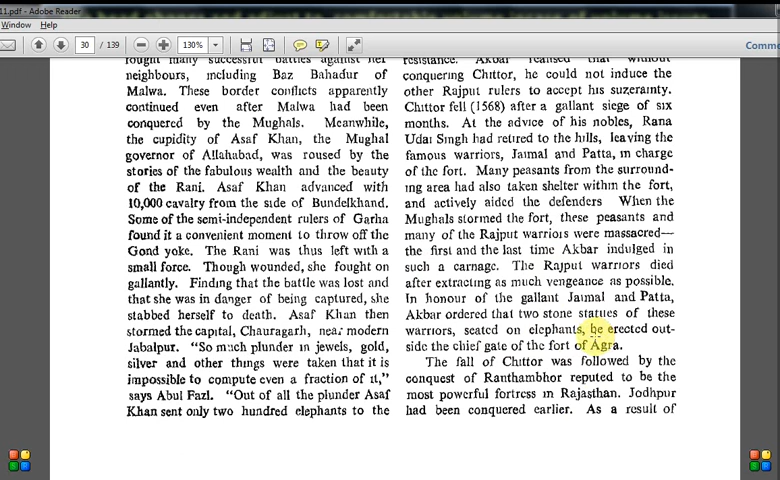 11.pdf - Adobe Reader
Window Help
30 / 139
130%
Comme
fought many successful battles against her
neighbours, including Baz Bahadur of
Malwa. These border conflicts apparently
continued even after Malwa had been
conquered by the Mughals. Meanwhile,
the cupidity of Asaf Khan, the Mughal
governor of Allahabad, was roused by the
stories of the fabulous wealth and the beauty
of the Rani. Asaf Khan advanced with
10,000 cavalry from the side of Bundelkhand.
Some of the semi-independent rulers of Garha
found it a convenient moment to throw off the
Gond yoke. The Rani was thus left with a
small force. Though wounded, she fought on
gallantly. Finding that the battle was lost and
that she was in danger of being captured, she
stabbed herself to death. Asaf Khan then
stormed the capital, Chauragarh, near modern
Jabalpur. “So much plunder in jewels, gold,
silver and other things were taken that it is
impossible to compute even a fraction of it,”
says Abul Fazl. “Out of all the plunder Asaf
Khan sent only two hundred elephants to the
resistance. Akbar realised that without
conquering Chittor, he could not induce the
other Rajput rulers to accept his suzerainty.
Chittor fell (1568) after a gallant siege of six
months. At the advice of his nobles, Rana
Udai Singh had retired to the hills, leaving the
famous warriors, Jaimal and Patta, in charge
of the fort. Many peasants from the surround-
ing area had also taken shelter within the fort,
and actively aided the defenders When the
Mughals stormed the fort, these peasants and
many of the Rajput warriors were massacred—
the first and the last time Akbar indulged in
such a carnage. The Rajput warriors died
after extracting as much vengeance as possible.
In honour of the gallant Jaimal and Patta,
Akbar ordered that two stone statues of these
warriors, seated on elephants, be erected out-
side the chief gate of the fort of Agra.
The fall of Chittor was followed by the
conquest of Ranthambhor reputed to be the
most powerful fortress in Rajasthan. Jodhpur
had been conquered earlier. As a result of